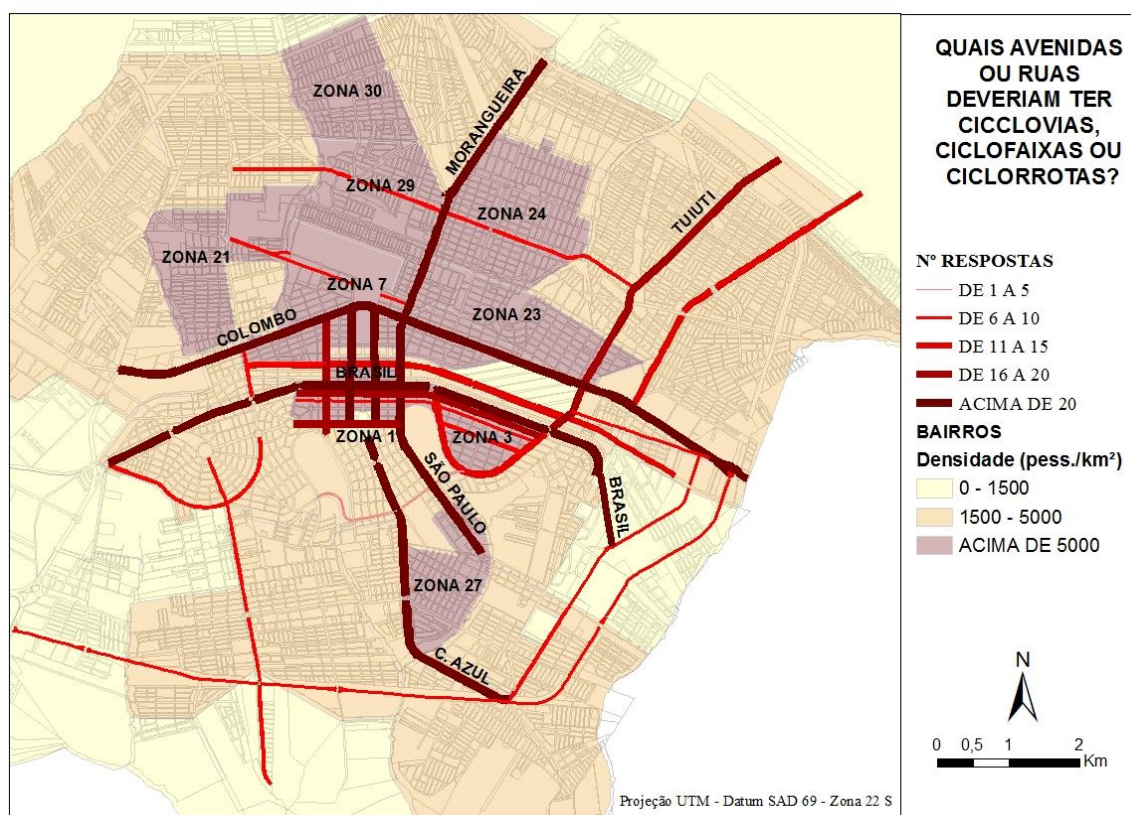 ZONA 30
MORANGUEIRA
ZONA 29
ZONA 24
TUIUTI
ZONA 21
ZONA 7
ZONA 23
COLOMBO
BRASIL
ZONA 1
ZONA 3
SÃO PAULO
BRASIL
ZONA 27
C. AZUL
Projeção UTM - Datum SAD 69 - Zona 22 S
QUAIS AVENIDAS
OU RUAS
DEVERIAM TER
CICCLOVIAS,
CICLOFAIXAS OU
CICLORROTAS?
Nº RESPOSTAS
DE 1 A 5
DE 6 A 10
DE 11 A 15
DE 16 A 20
ACIMA DE 20
BAIRROS
Densidade (pess./km²)
0 - 1500
1500 - 5000
ACIMA DE 5000
N
0 0,5 1 2
Km